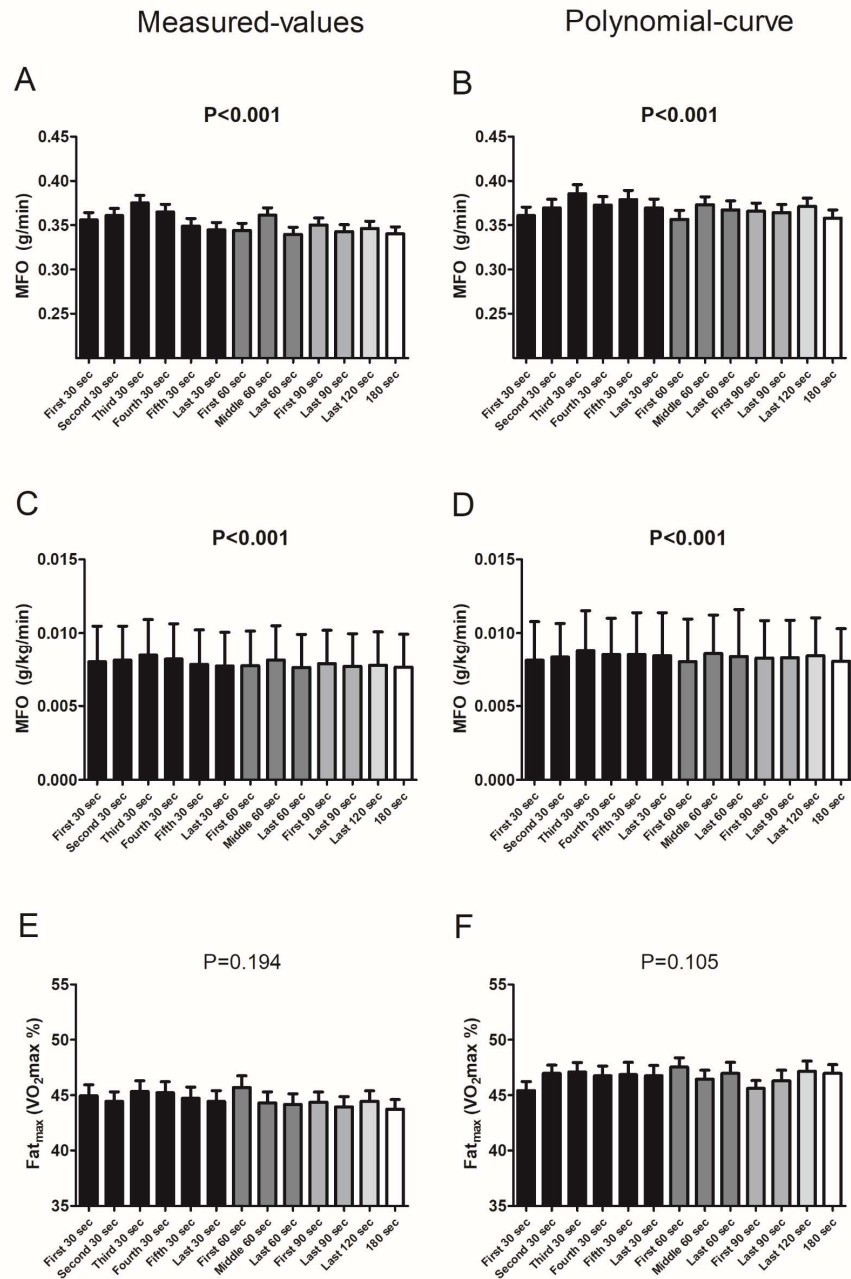 Measured-values
Polynomial-curve
A
P<0.001
MFO (g/min)
0.45
0.40
0.35
0.30
0.25
First 30 sec
Second 30 sec
Third 30 sec
Fourth 30 sec
Fifth 30 sec
Last 30 sec
First 60 sec
Middle 60 sec
Last 60 sec
First 90 sec
Last 90 sec
Last 120 sec
180 sec
B
P<0.001
MFO (g/min)
0.45
0.40
0.35
0.30
0.25
First 30 sec
Second 30 sec
Third 30 sec
Fourth 30 sec
Fifth 30 sec
Last 30 sec
First 60 sec
Middle 60 sec
Last 60 sec
First 90 sec
Last 90 sec
Last 120 sec
180 sec
C
P<0.001
MFO (g/kg/min)
0.015
0.010
0.005
0.000
First 30 sec
Second 30 sec
Third 30 sec
Fourth 30 sec
Fifth 30 sec
Last 30 sec
First 60 sec
Middle 60 sec
Last 60 sec
First 90 sec
Last 90 sec
Last 120 sec
180 sec
D
P<0.001
MFO (g/kg/min)
0.015
0.010
0.005
0.000
First 30 sec
Second 30 sec
Third 30 sec
Fourth 30 sec
Fifth 30 sec
Last 30 sec
First 60 sec
Middle 60 sec
Last 60 sec
First 90 sec
Last 90 sec
Last 120 sec
180 sec
E
P=0.194
Fatmax (VO2max %)
55
50
45
40
35
First 30 sec
Second 30 sec
Third 30 sec
Fourth 30 sec
Fifth 30 sec
Last 30 sec
First 60 sec
Middle 60 sec
Last 60 sec
First 90 sec
Last 90 sec
Last 120 sec
180 sec
F
P=0.105
Fatmax (VO2max %)
55
50
45
40
35
First 30 sec
Second 30 sec
Third 30 sec
Fourth 30 sec
Fifth 30 sec
Last 30 sec
First 60 sec
Middle 60 sec
Last 60 sec
First 90 sec
Last 90 sec
Last 120 sec
180 sec